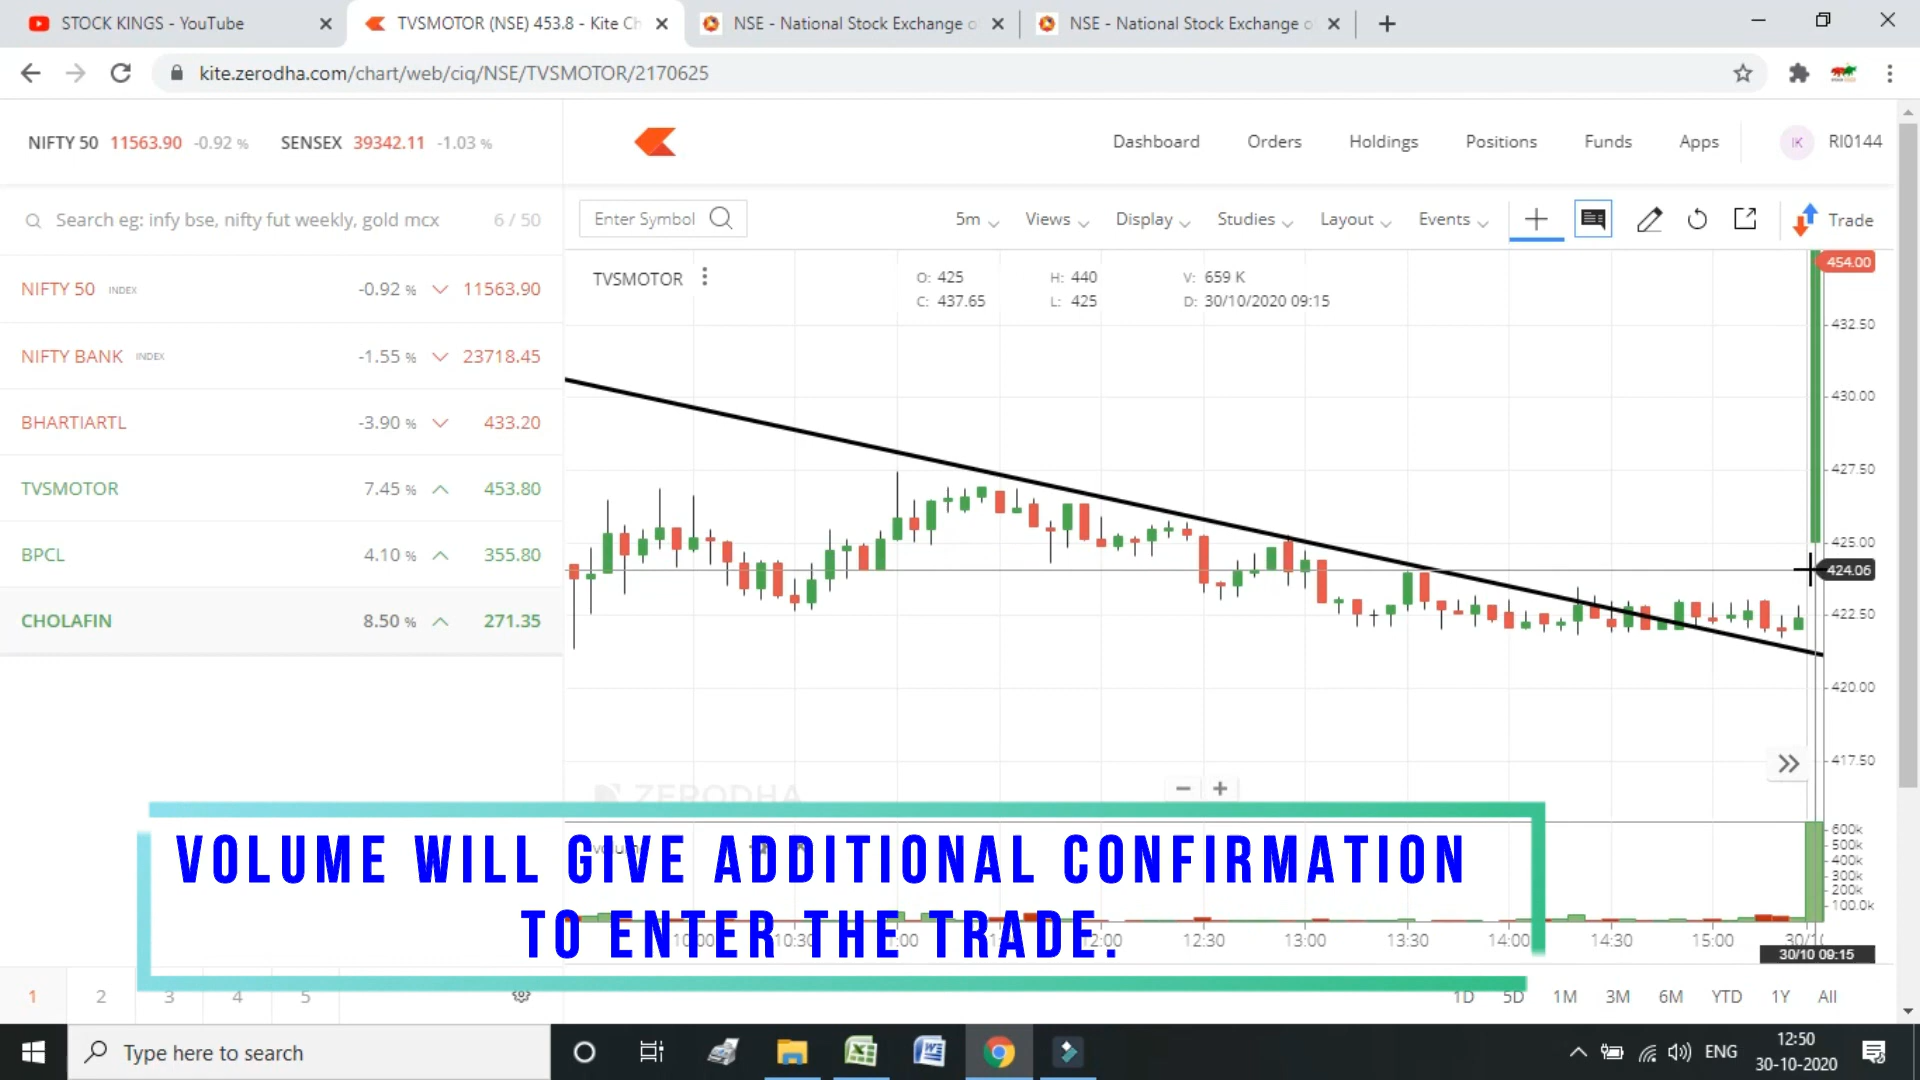 STOCK KINGS - YouTube
TVSMOTOR (NSE) 453.8 - Kite Ch
NSE - National Stock Exchange o
NSE - National Stock Exchange o
kite.zerodha.com/chart/web/ciq/NSE/TVSMOTOR/2170625
NIFTY 50 11563.90 -0.92 % SENSEX 39342.11 -1.03 %
Dashboard Orders Holdings Positions Funds Apps IK RI0144
Search eg: infy bse, nifty fut weekly, gold mcx 6 / 50
Enter Symbol 5m Views Display Studies Layout Events Trade
NIFTY 50 INDEX -0.92 % 11563.90
NIFTY BANK INDEX -1.55 % 23718.45
BHARTIARTL -3.90 % 433.20
TVSMOTOR 7.45 % 453.80
BPCL 4.10 % 355.80
CHOLAFIN 8.50 % 271.35
TVSMOTOR O: 425 H: 440 V: 659 K
C: 437.65 L: 425 D: 30/10/2020 09:15
454.00
432.50
430.00
427.50
425.00
424.06
422.50
420.00
417.50
ZERODHA
600k
500k
400k
300k
200k
100.0k
VOLUME WILL GIVE ADDITIONAL CONFIRMATION
TO ENTER THE TRADE.
10:00 10:30 12:00 12:30 13:00 13:30 14:00 14:30 15:00
30/10 09:15
1 2 3 4 5
1D 5D 1M 3M 6M YTD 1Y All
Type here to search
ENG
12:50
30-10-2020